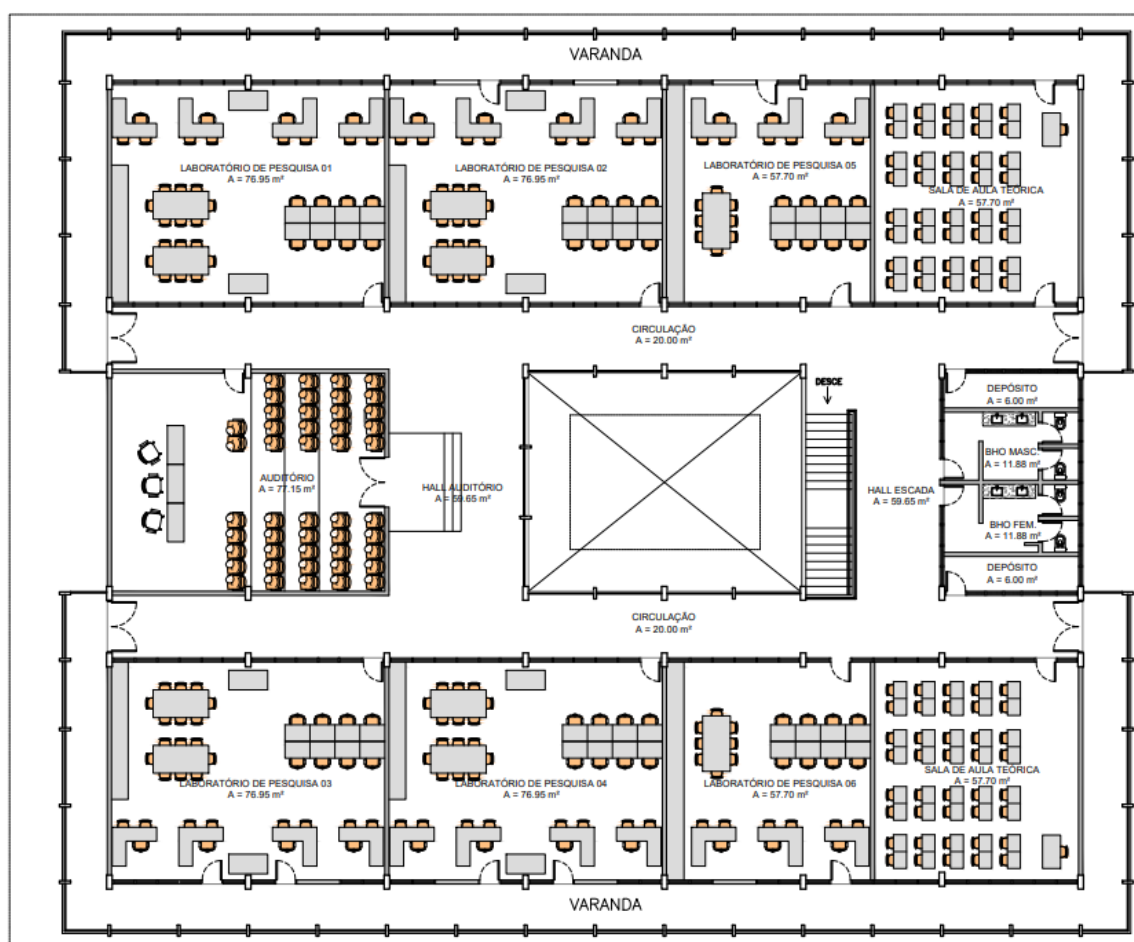 VARANDA
LABORATÓRIO DE PESQUISA 01
A = 76.95 m²
LABORATÓRIO DE PESQUISA 02
A = 76.95 m²
LABORATÓRIO DE PESQUISA 05
A = 57.70 m²
SALA DE AULA TEÓRICA
A = 57.70 m²
CIRCULAÇÃO
A = 20.00 m²
DESCE
DEPÓSITO
A = 6.00 m²
BHO MASC.
A = 11.88 m²
AUDITÓRIO
A = 77.15 m²
HALL AUDITÓRIO
A = 59.65 m²
HALL ESCADA
A = 59.65 m²
BHO FEM.
A = 11.88 m²
DEPÓSITO
A = 6.00 m²
CIRCULAÇÃO
A = 20.00 m²
LABORATÓRIO DE PESQUISA 03
A = 76.95 m²
LABORATÓRIO DE PESQUISA 04
A = 76.95 m²
LABORATÓRIO DE PESQUISA 06
A = 57.70 m²
SALA DE AULA TEÓRICA
A = 57.70 m²
VARANDA